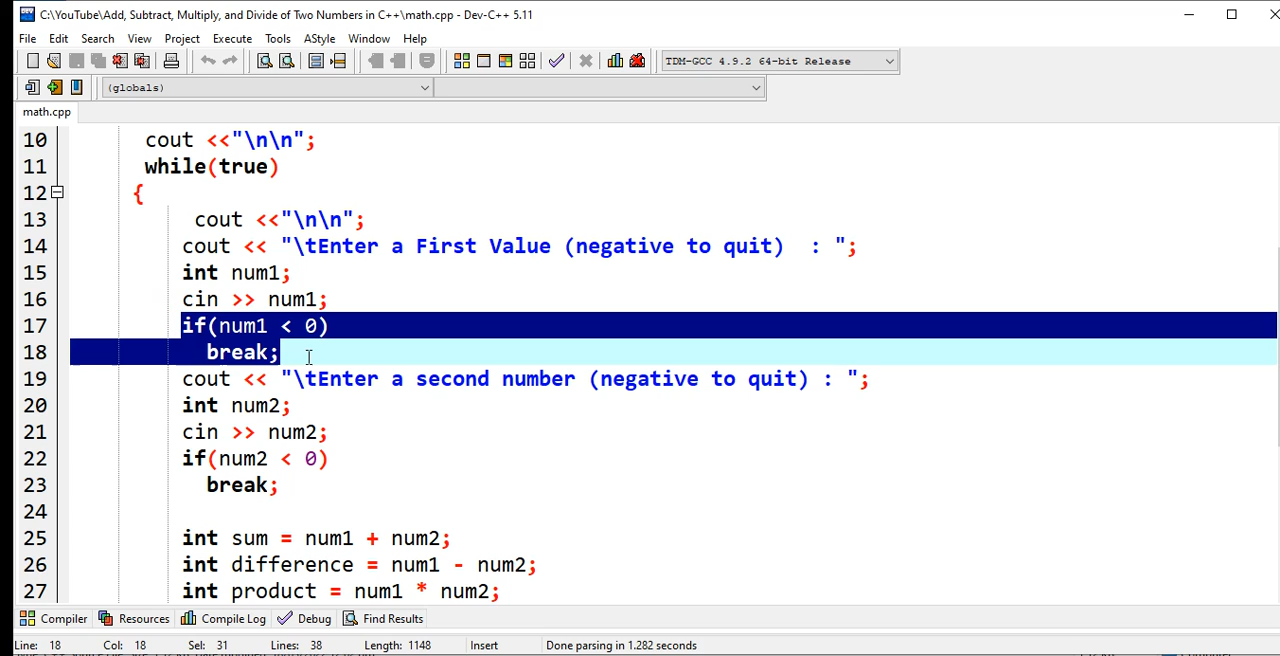 C:\YouTube\Add, Subtract, Multiply, and Divide of Two Numbers in C++\math.cpp - Dev-C++ 5.11
File Edit Search View Project Execute Tools AStyle Window Help
TDM-GCC 4.9.2 64-bit Release
(globals)
math.cpp
10 cout <<"\n\n";
11 while(true)
12 {
13 cout <<"\n\n";
14 cout << "\tEnter a First Value (negative to quit)  : ";
15 int num1;
16 cin >> num1;
17 if(num1 < 0)
18 break;
19 cout << "\tEnter a second number (negative to quit) : ";
20 int num2;
21 cin >> num2;
22 if(num2 < 0)
23 break;
24
25 int sum = num1 + num2;
26 int difference = num1 - num2;
27 int product = num1 * num2;
Compiler Resources Compile Log Debug Find Results
Line: 18 Col: 18 Sel: 31 Lines: 38 Length: 1148 Insert Done parsing in 1.282 seconds